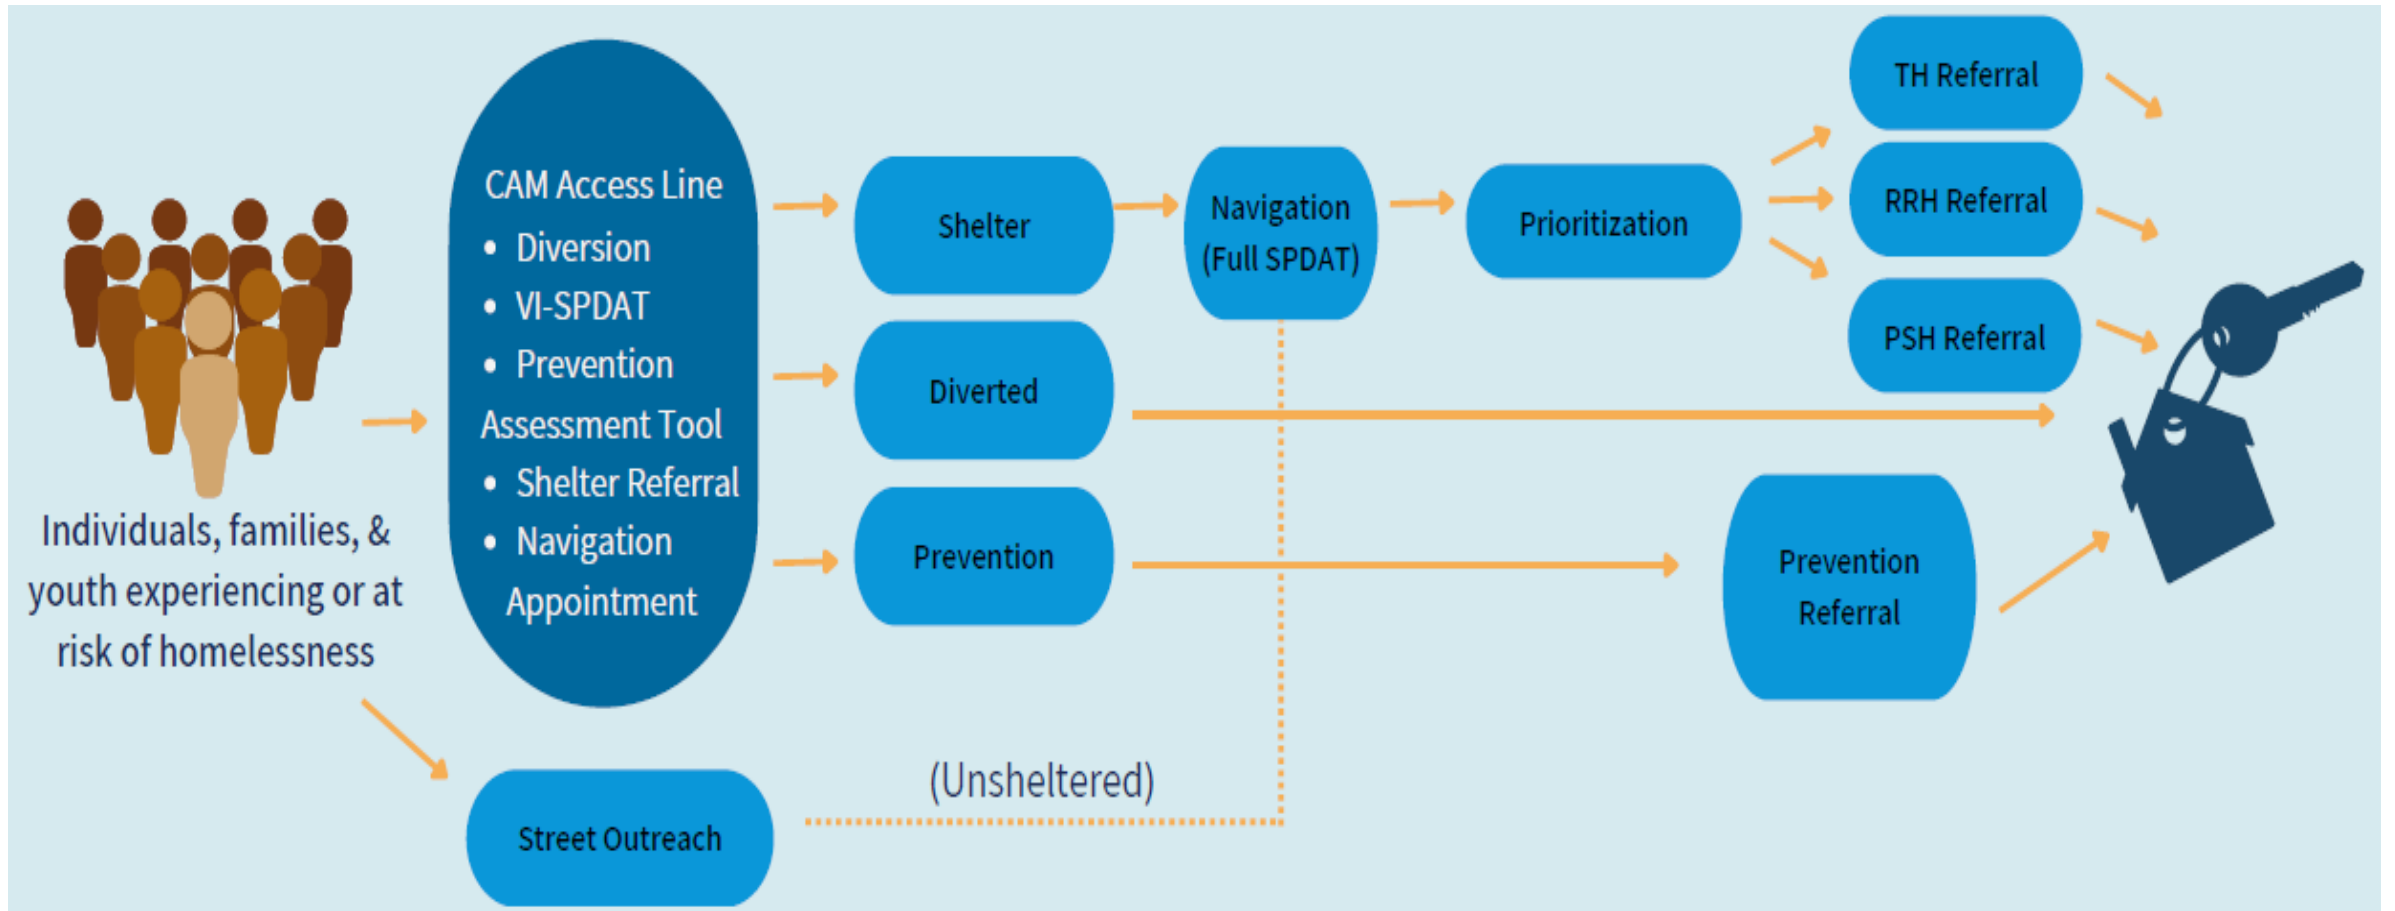 Individuals, families, &
youth experiencing or at
risk of homelessness
CAM Access Line
• Diversion
• VI-SPDAT
• Prevention
Assessment Tool
• Shelter Referral
• Navigation
Appointment
Street Outreach
(Unsheltered)
Shelter
Diverted
Prevention
Navigation
(Full SPDAT)
Prioritization
TH Referral
RRH Referral
PSH Referral
Prevention
Referral